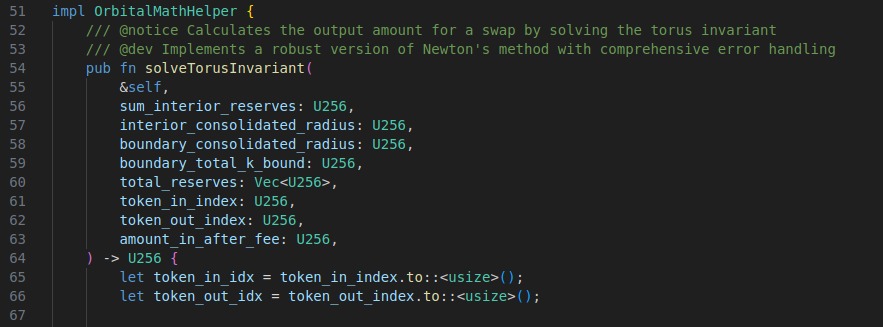 51 impl OrbitalMathHelper {
52     /// @notice Calculates the output amount for a swap by solving the torus invariant
53     /// @dev Implements a robust version of Newton's method with comprehensive error handling
54     pub fn solveTorusInvariant(
55         &self,
56         sum_interior_reserves: U256,
57         interior_consolidated_radius: U256,
58         boundary_consolidated_radius: U256,
59         boundary_total_k_bound: U256,
60         total_reserves: Vec<U256>,
61         token_in_index: U256,
62         token_out_index: U256,
63         amount_in_after_fee: U256,
64     ) -> U256 {
65         let token_in_idx = token_in_index.to::<usize>();
66         let token_out_idx = token_out_index.to::<usize>();
67